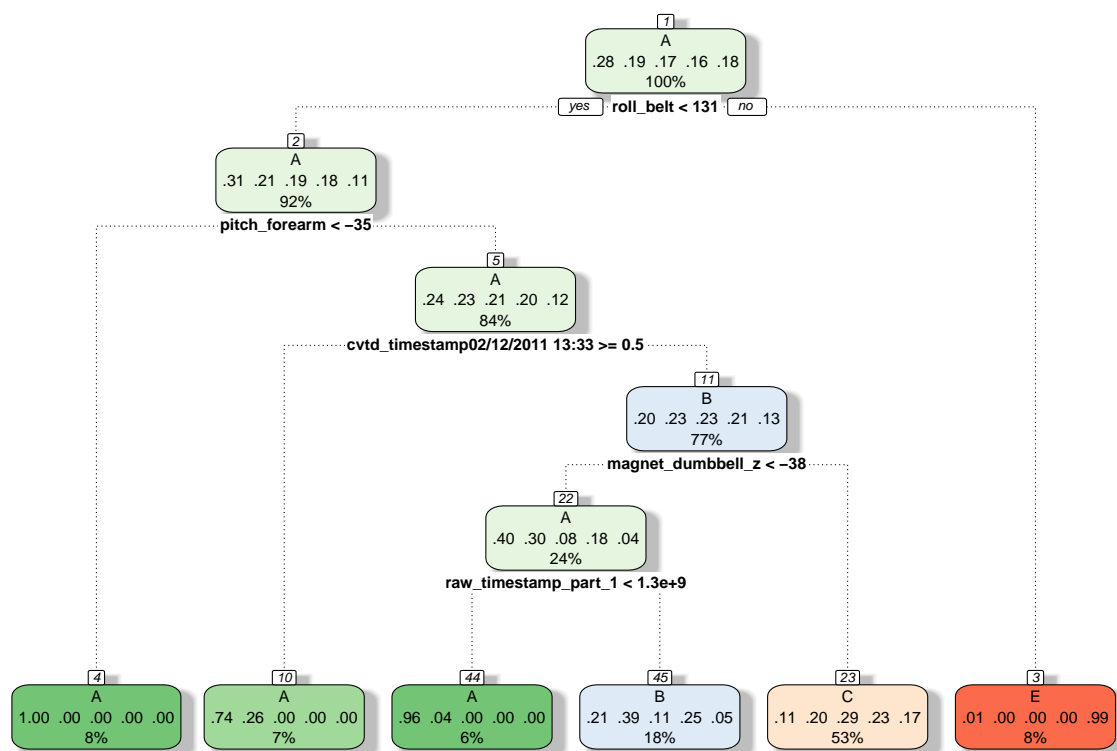 1
A
.28 .19 .17 .16 .18
100%
yes roll_belt < 131 no
2
A
.31 .21 .19 .18 .11
92%
pitch_forearm < −35
5
A
.24 .23 .21 .20 .12
84%
cvtd_timestamp02/12/2011 13:33 >= 0.5
11
B
.20 .23 .23 .21 .13
77%
magnet_dumbbell_z < −38
22
A
.40 .30 .08 .18 .04
24%
raw_timestamp_part_1 < 1.3e+9
4
A
1.00 .00 .00 .00 .00
8%
10
A
.74 .26 .00 .00 .00
7%
44
A
.96 .04 .00 .00 .00
6%
45
B
.21 .39 .11 .25 .05
18%
23
C
.11 .20 .29 .23 .17
53%
3
E
.01 .00 .00 .00 .99
8%